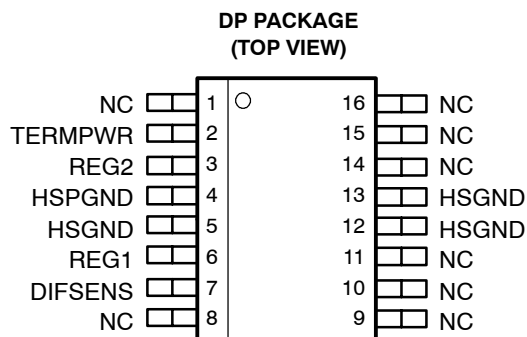 DP PACKAGE
(TOP VIEW)
NC 1 16 NC
TERMPWR 2 15 NC
REG2 3 14 NC
HSPGND 4 13 HSGND
HSGND 5 12 HSGND
REG1 6 11 NC
DIFSENS 7 10 NC
NC 8 9 NC